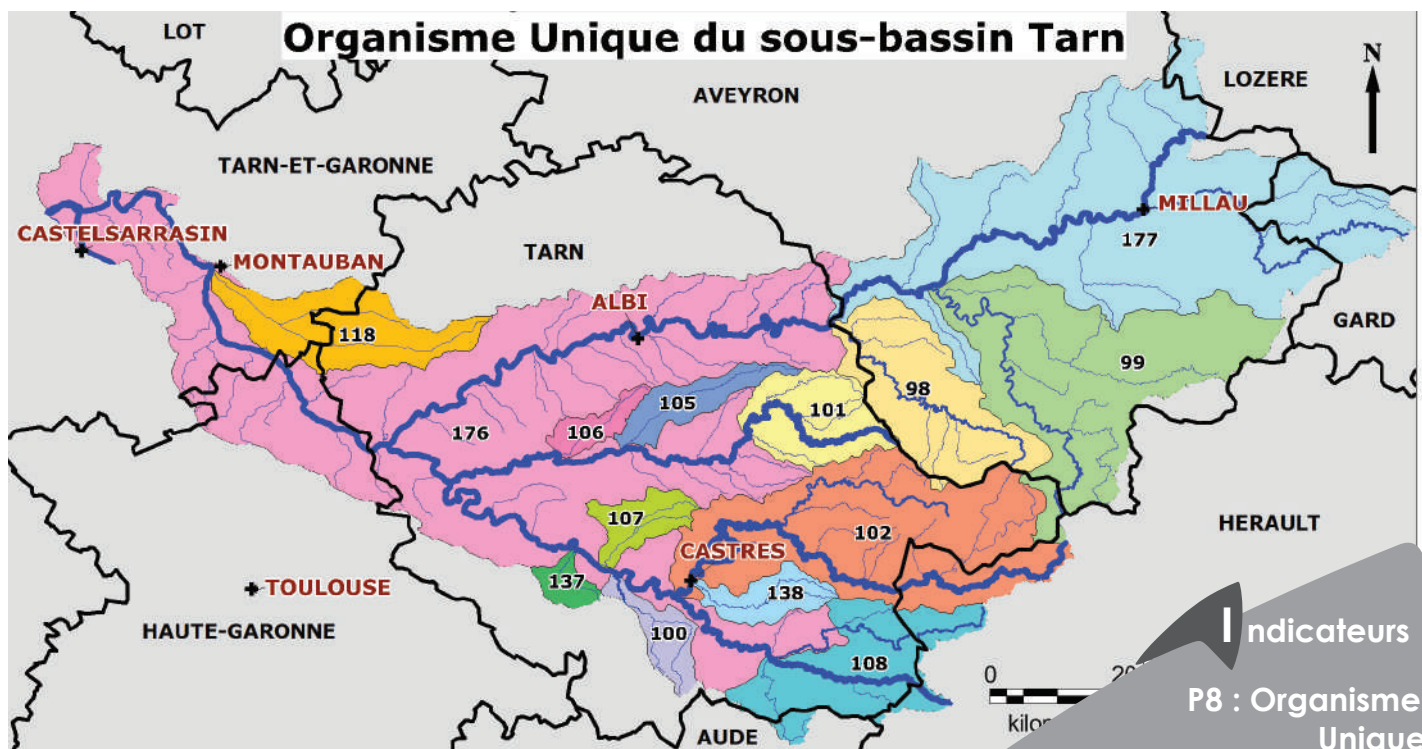 Organisme Unique du sous-bassin Tarn
LOT
AVEYRON
LOZERE
N
TARN-ET-GARONNE
MILLAU
CASTELSARRASIN
MONTAUBAN
TARN
177
ALBI
GARD
118
99
98
105
101
106
176
107
102
HERAULT
CASTRES
137
138
TOULOUSE
HAUTE-GARONNE
100
108
Indicateurs
0
P8 : Organisme
Unique
AUDE